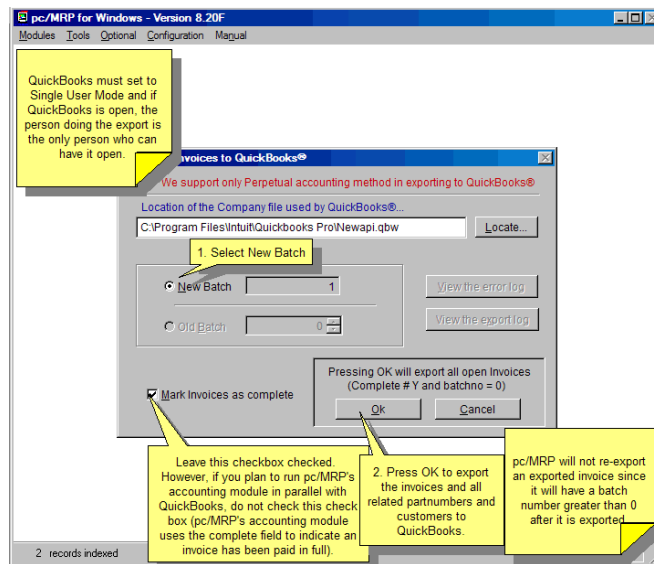 pc/MRP for Windows - Version 8.20F
Modules Tools Optional Configuration Manual
QuickBooks must set to
Single User Mode and if
QuickBooks is open, the
person doing the export is
the only person who can
have it open.
nvoices to QuickBooks®
We support only Perpetual accounting method in exporting to QuickBooks®
Location of the Company file used by QuickBooks®...
C:\Program Files\Intuit\Quickbooks Pro\Newapi.qbw
Locate...
1. Select New Batch
New Batch 1
View the error log
Old Batch 0
View the export log
Pressing OK will export all open Invoices
(Complete # Y and batchno = 0)
Mark Invoices as complete
Ok Cancel
Leave this checkbox checked.
However, if you plan to run pc/MRP's
accounting module in parallel with
QuickBooks, do not check this check
box (pc/MRP's accounting module
uses the complete field to indicate an
invoice has been paid in full).
2. Press OK to export
the invoices and all
related partnumbers and
customers to
QuickBooks.
pc/MRP will not re-export
an exported invoice since
it will have a batch
number greater than 0
after it is exported
2 records indexed